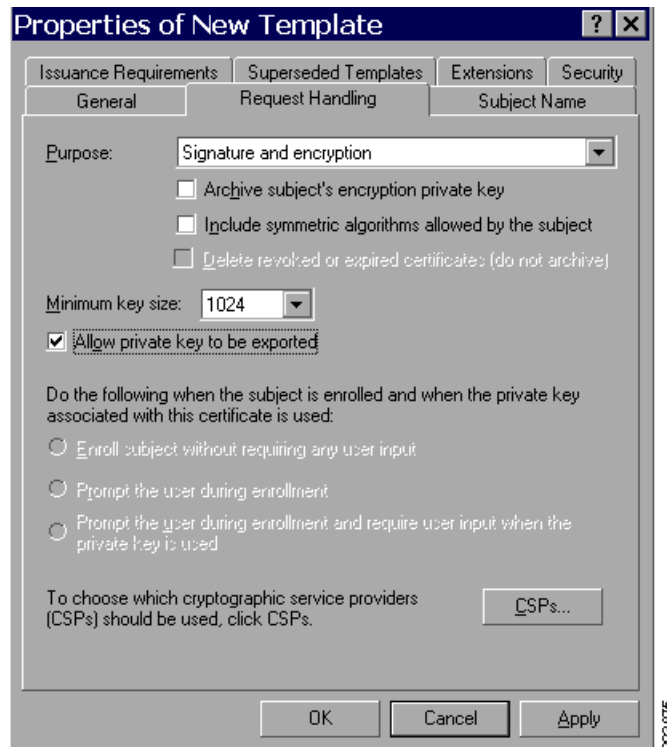 Properties of New Template
? X
Issuance Requirements Superseded Templates Extensions Security
General Request Handling Subject Name
Purpose: Signature and encryption
Archive subject's encryption private key
Include symmetric algorithms allowed by the subject
Delete revoked or expired certificates (do not archive)
Minimum key size: 1024
Allow private key to be exported
Do the following when the subject is enrolled and when the private key
associated with this certificate is used:
Enroll subject without requiring any user input
Prompt the user during enrollment
Prompt the user during enrollment and require user input when the
private key is used
To choose which cryptographic service providers
(CSPs) should be used, click CSPs.
CSPs...
OK Cancel Apply